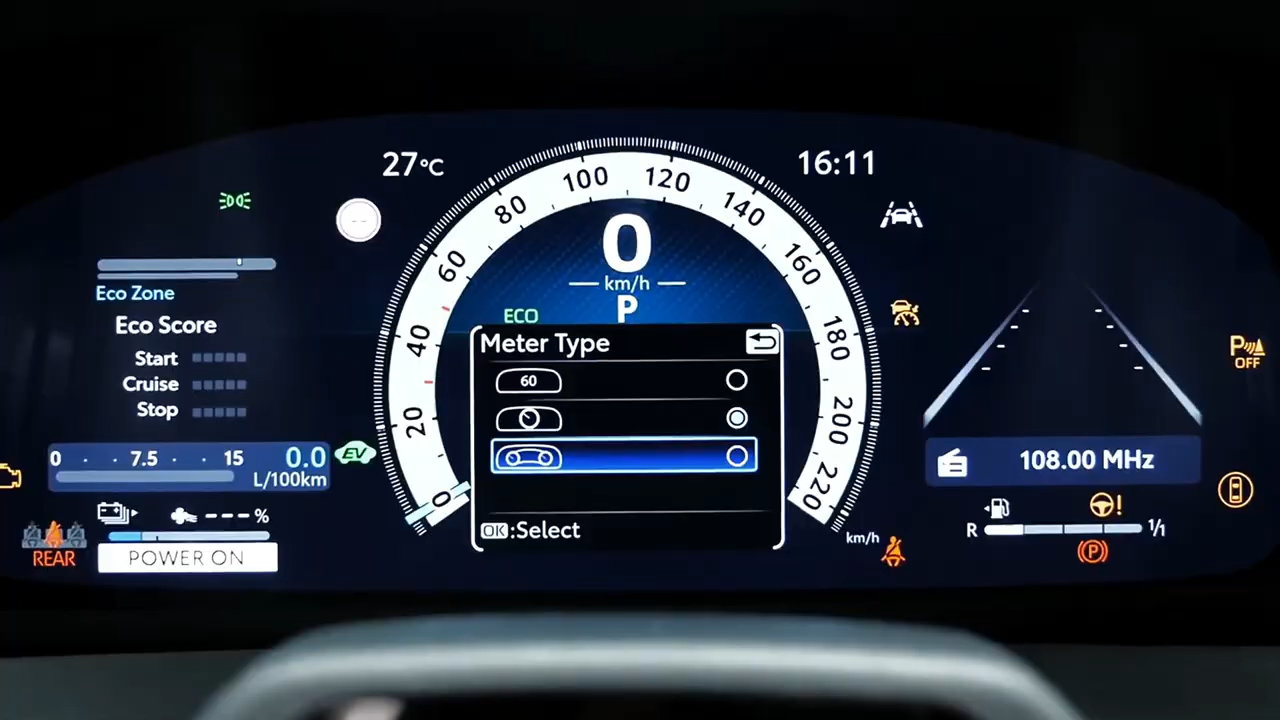 27°C
16:11
Eco Zone
Eco Score
Start
Cruise
Stop
0 7.5 15
0.0
L/100km
EV
---%
REAR
POWER ON
0
20
40
60
80
100
120
140
160
180
200
220
km/h
0
km/h
P
ECO
Meter Type
60
OK:Select
108.00 MHz
R 1/1
!
P
P
OFF